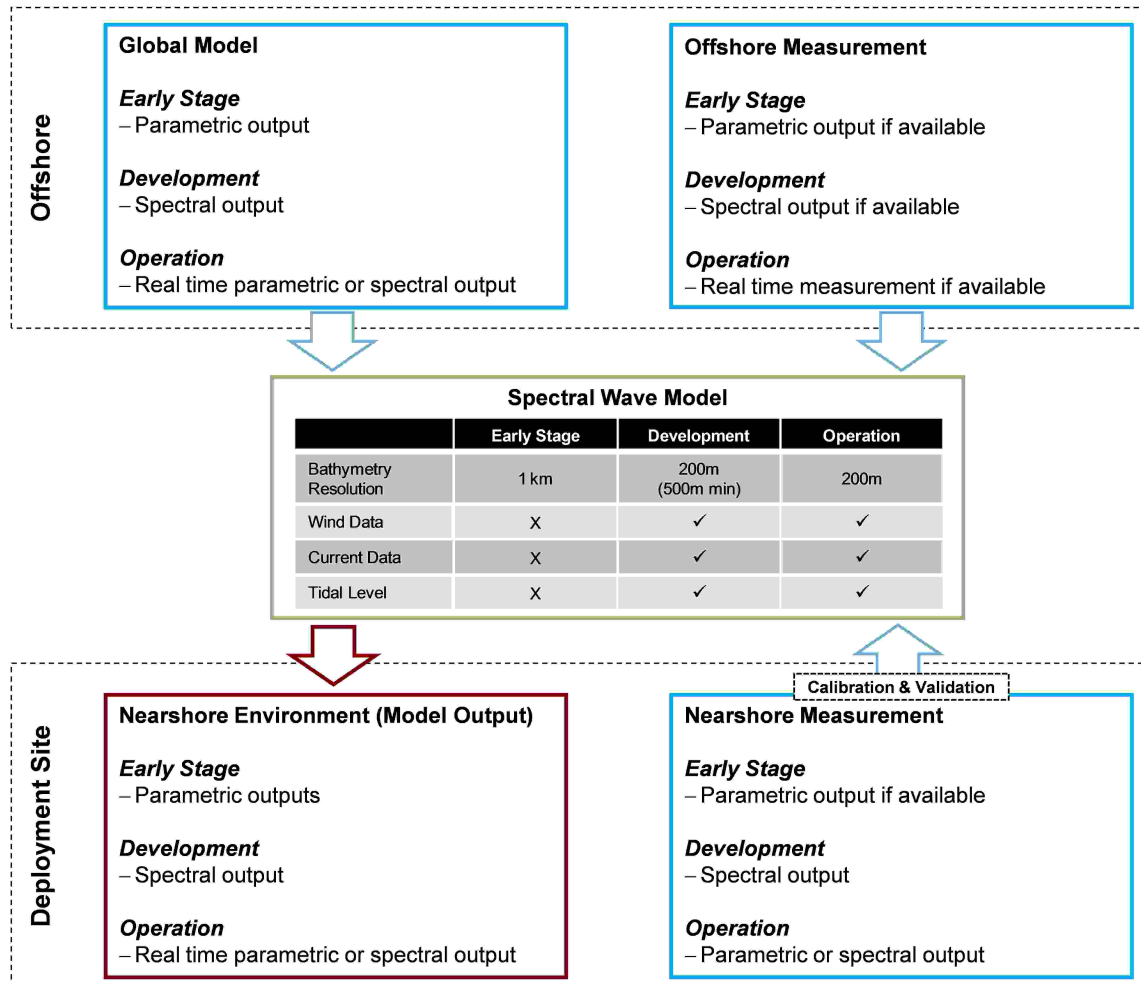 Offshore
Global Model
Early Stage
– Parametric output
Development
– Spectral output
Operation
– Real time parametric or spectral output
Offshore Measurement
Early Stage
– Parametric output if available
Development
– Spectral output if available
Operation
– Real time measurement if available
Spectral Wave Model
Early Stage Development Operation
Bathymetry
Resolution
1 km
200m
(500m min)
200m
Wind Data X ✓ ✓
Current Data X ✓ ✓
Tidal Level X ✓ ✓
Deployment Site
Nearshore Environment (Model Output)
Early Stage
– Parametric outputs
Development
– Spectral output
Operation
– Real time parametric or spectral output
Calibration & Validation
Nearshore Measurement
Early Stage
– Parametric output if available
Development
– Spectral output
Operation
– Parametric or spectral output